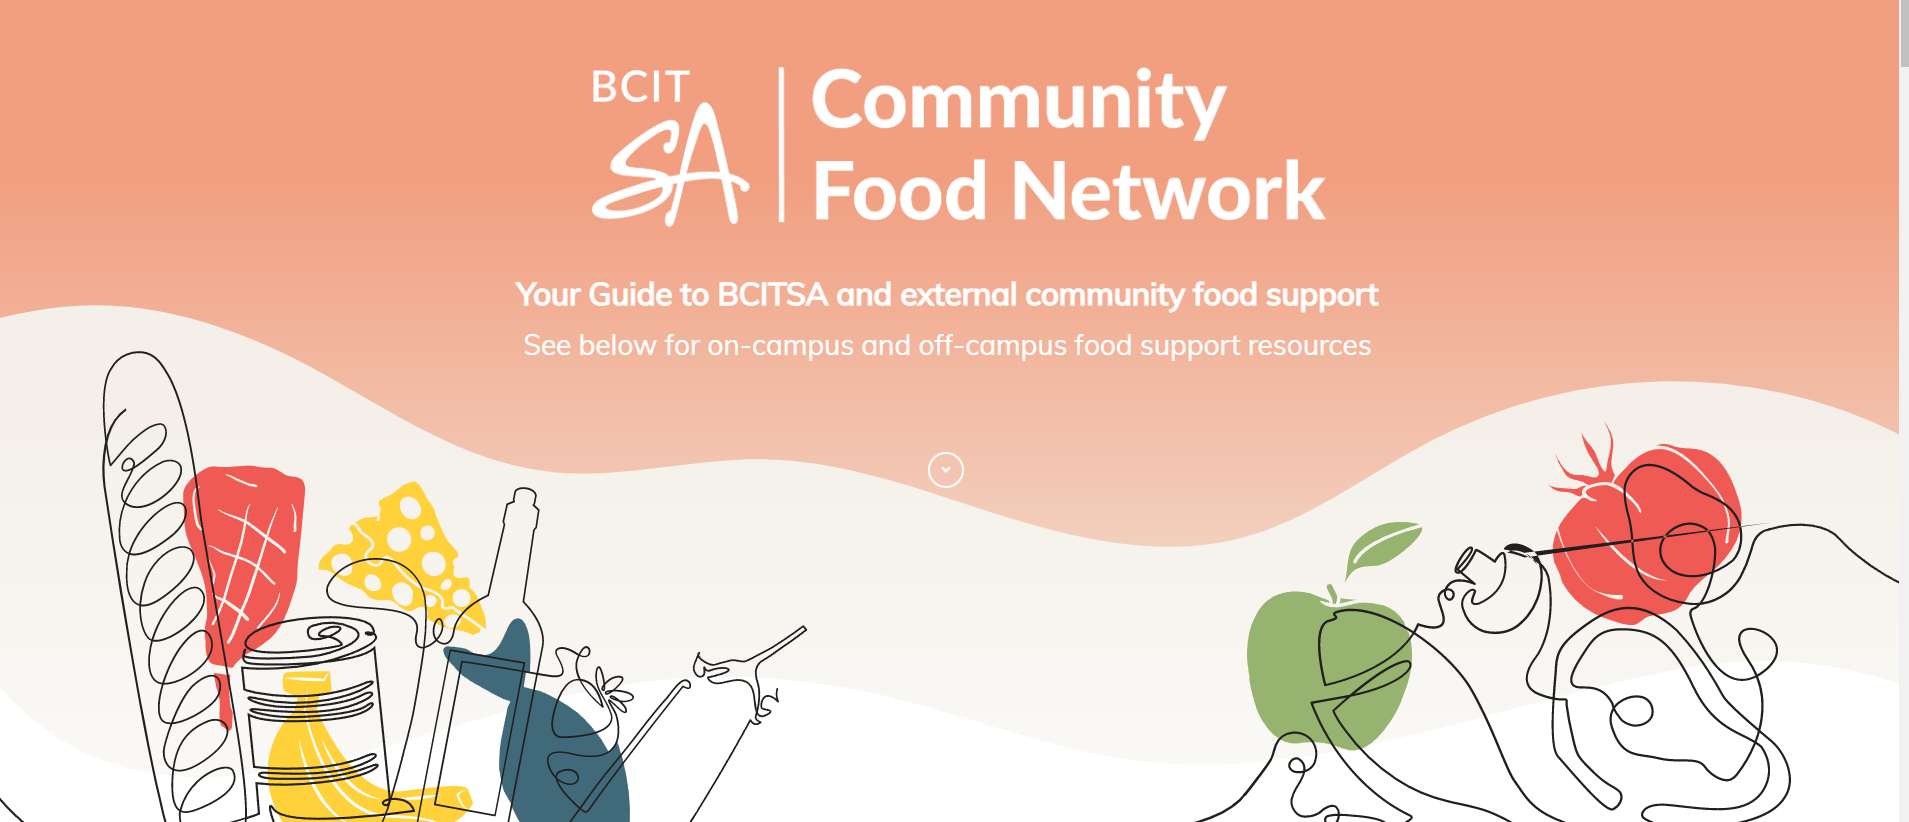 BCIT
SA
Community
Food Network
Your Guide to BCITSA and external community food support
See below for on-campus and off-campus food support resources